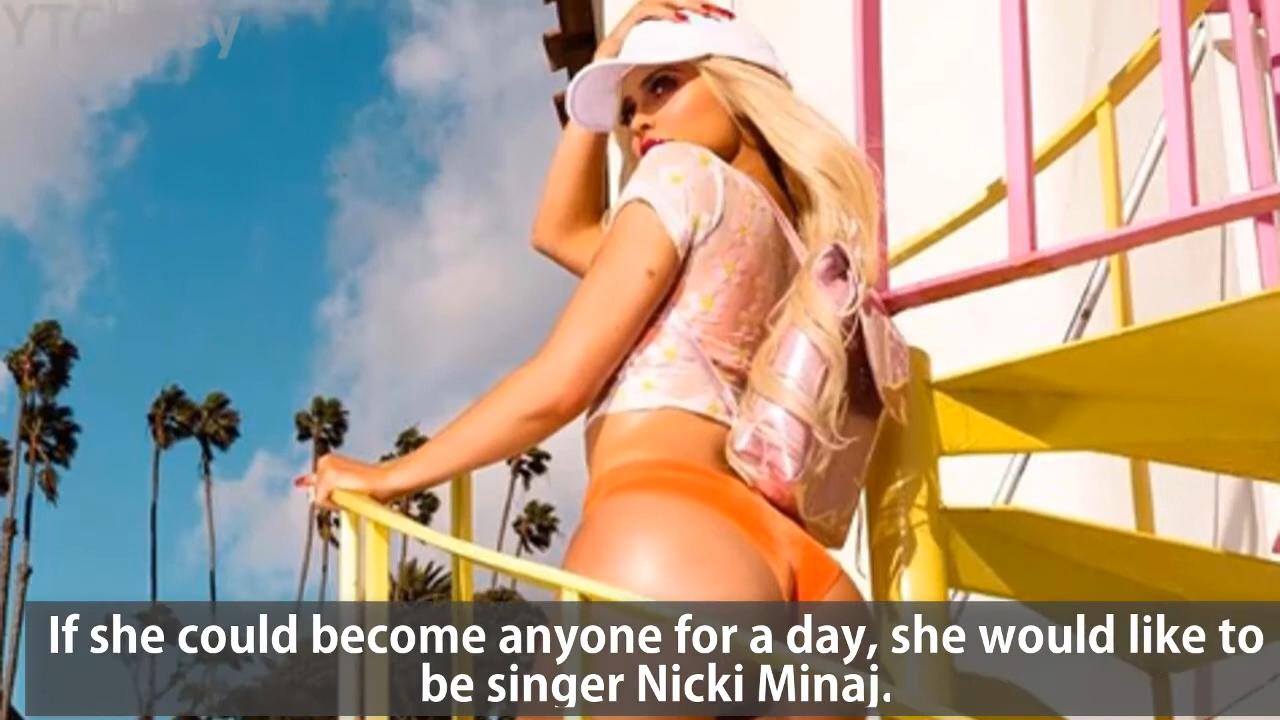 If she could become anyone for a day, she would like to
be singer Nicki Minaj.